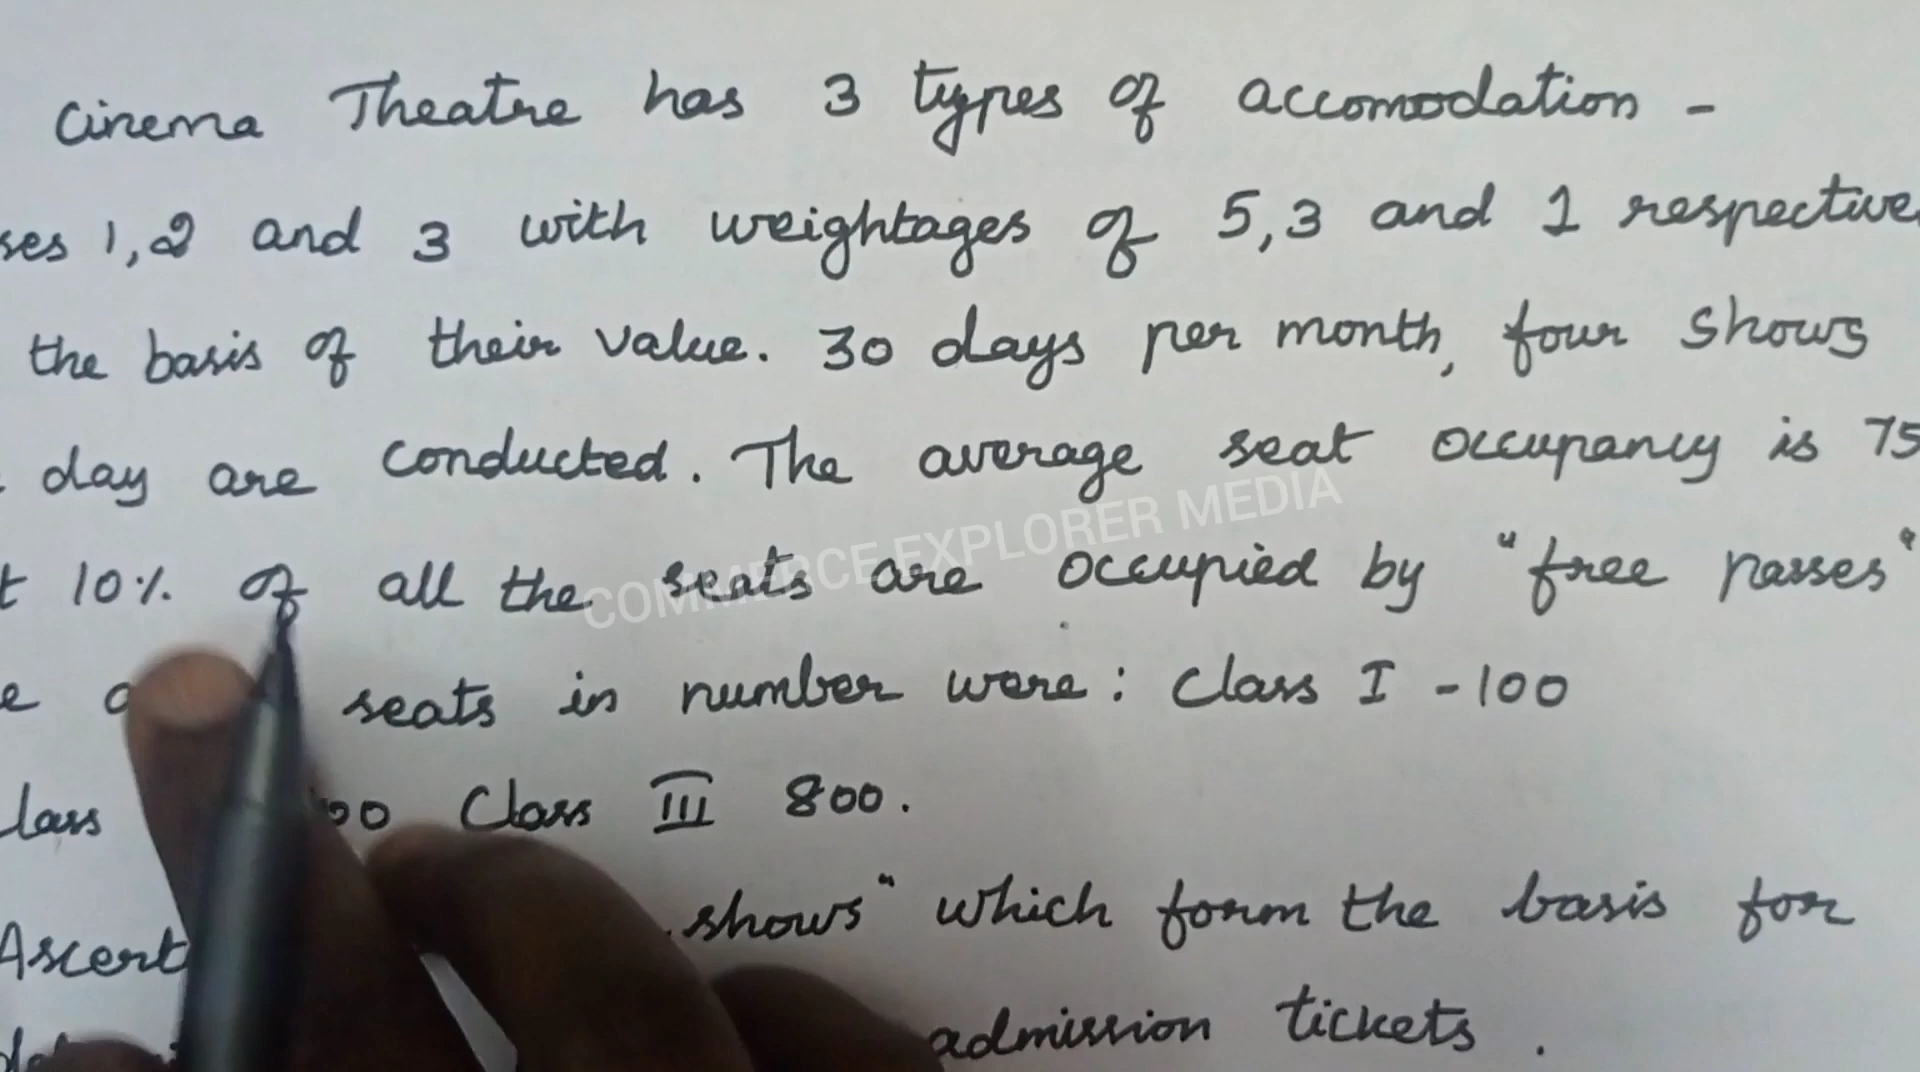 Cinema Theatre has 3 types of accomodation -
ses 1,2 and 3 with weightages of 5,3 and 1 respective
the basis of their value. 30 days per month, four shows
day are conducted. The average seat occupancy is 75
t 10% of all the seats are occupied by "free passes"
e seats in number were: Class I - 100
lass 00 Class III 800.
Ascert shows" which form the basis for
admission tickets.
COMMERCE EXPLORER MEDIA